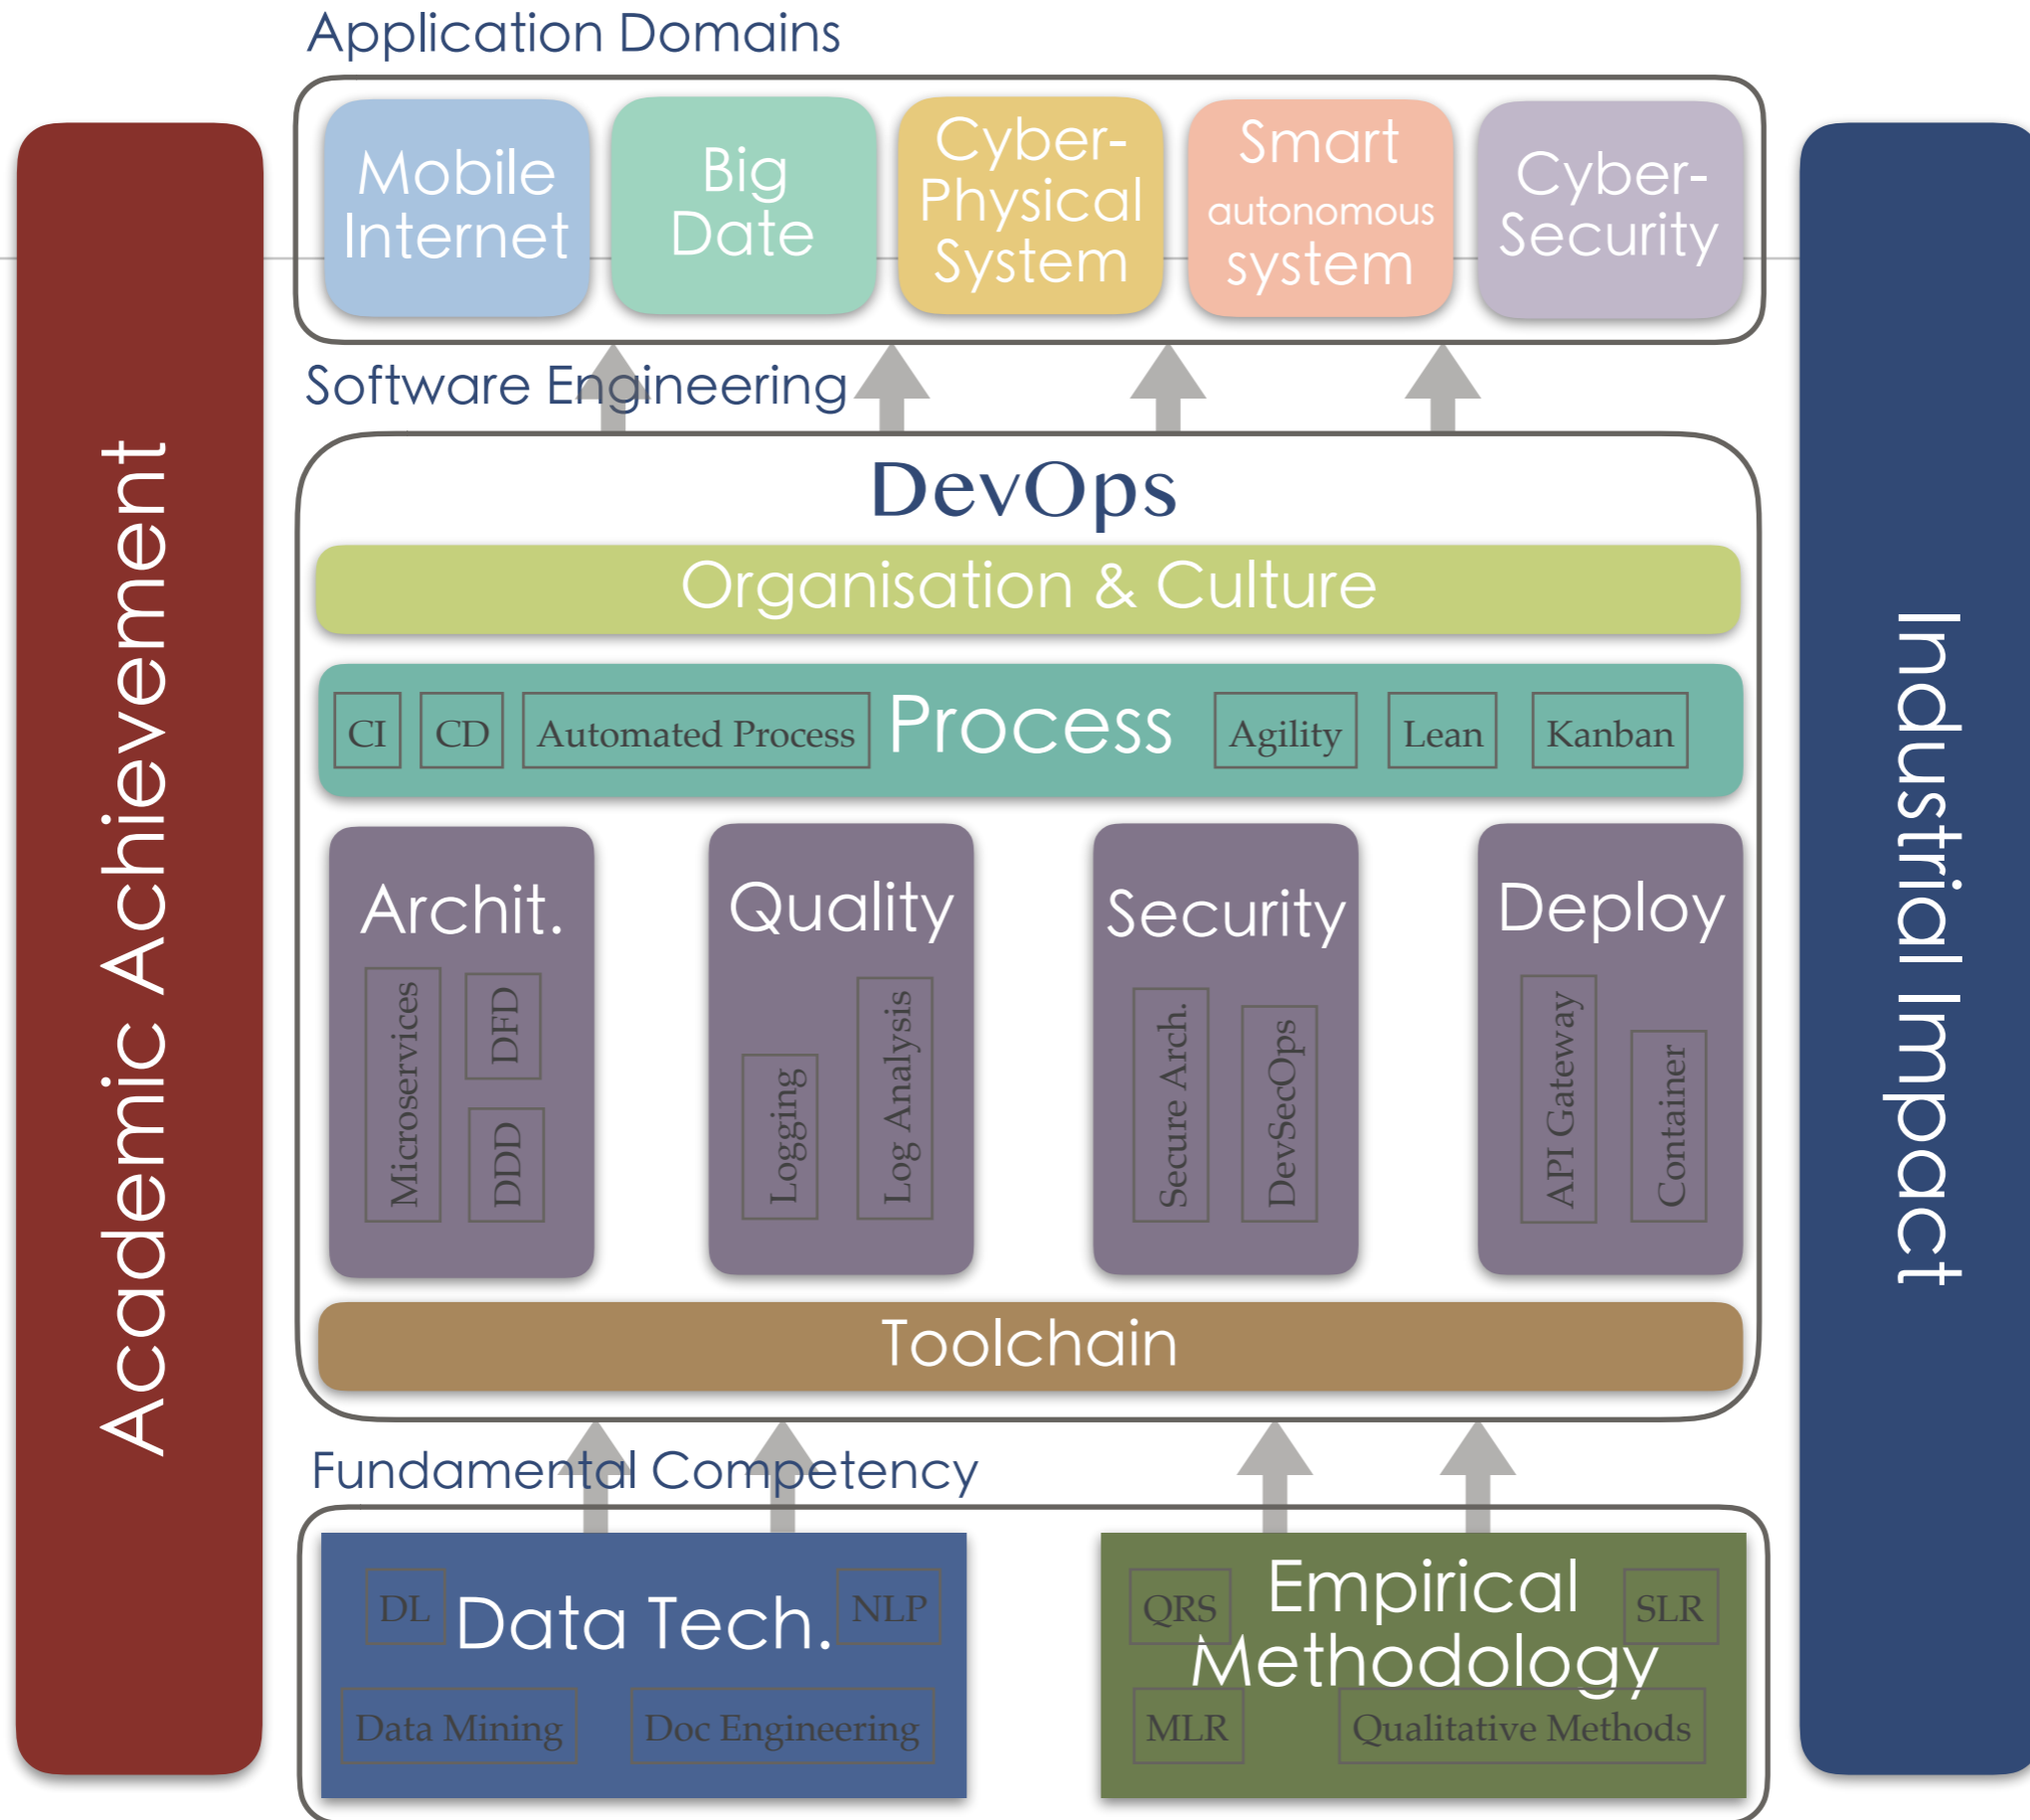 Application Domains
Mobile
Internet
Big
Date
Cyber-
Physical
System
Smart
autonomous
system
Cyber-
Security
Academic Achievement
Industrial Impact
Software Engineering
DevOps
Organisation & Culture
CI
CD
Automated Process
Process
Agility
Lean
Kanban
Archit.
Microservices
DFD
DDD
Quality
Logging
Log Analysis
Security
Secure Arch.
DevSecOps
Deploy
API Gateway
Container
Toolchain
Fundamental Competency
DL
Data Tech.
NLP
Data Mining
Doc Engineering
QRS
Empirical
Methodology
SLR
MLR
Qualitative Methods